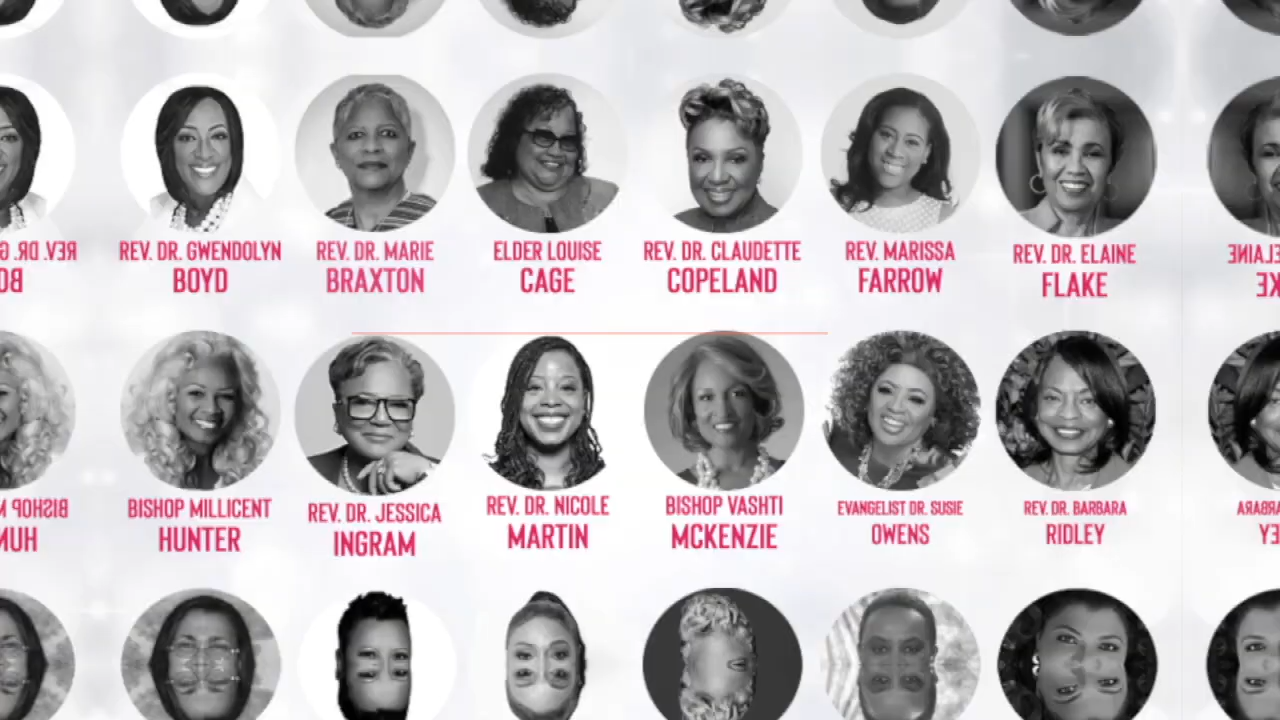 REV. DR. GWENDOLYN
BOYD
REV. DR. MARIE
BRAXTON
ELDER LOUISE
CAGE
REV. DR. CLAUDETTE
COPELAND
REV. MARISSA
FARROW
REV. DR. ELAINE
FLAKE
BISHOP MILLICENT
HUNTER
REV. DR. JESSICA
INGRAM
REV. DR. NICOLE
MARTIN
BISHOP VASHTI
MCKENZIE
EVANGELIST DR. SUSIE
OWENS
REV. DR. BARBARA
RIDLEY